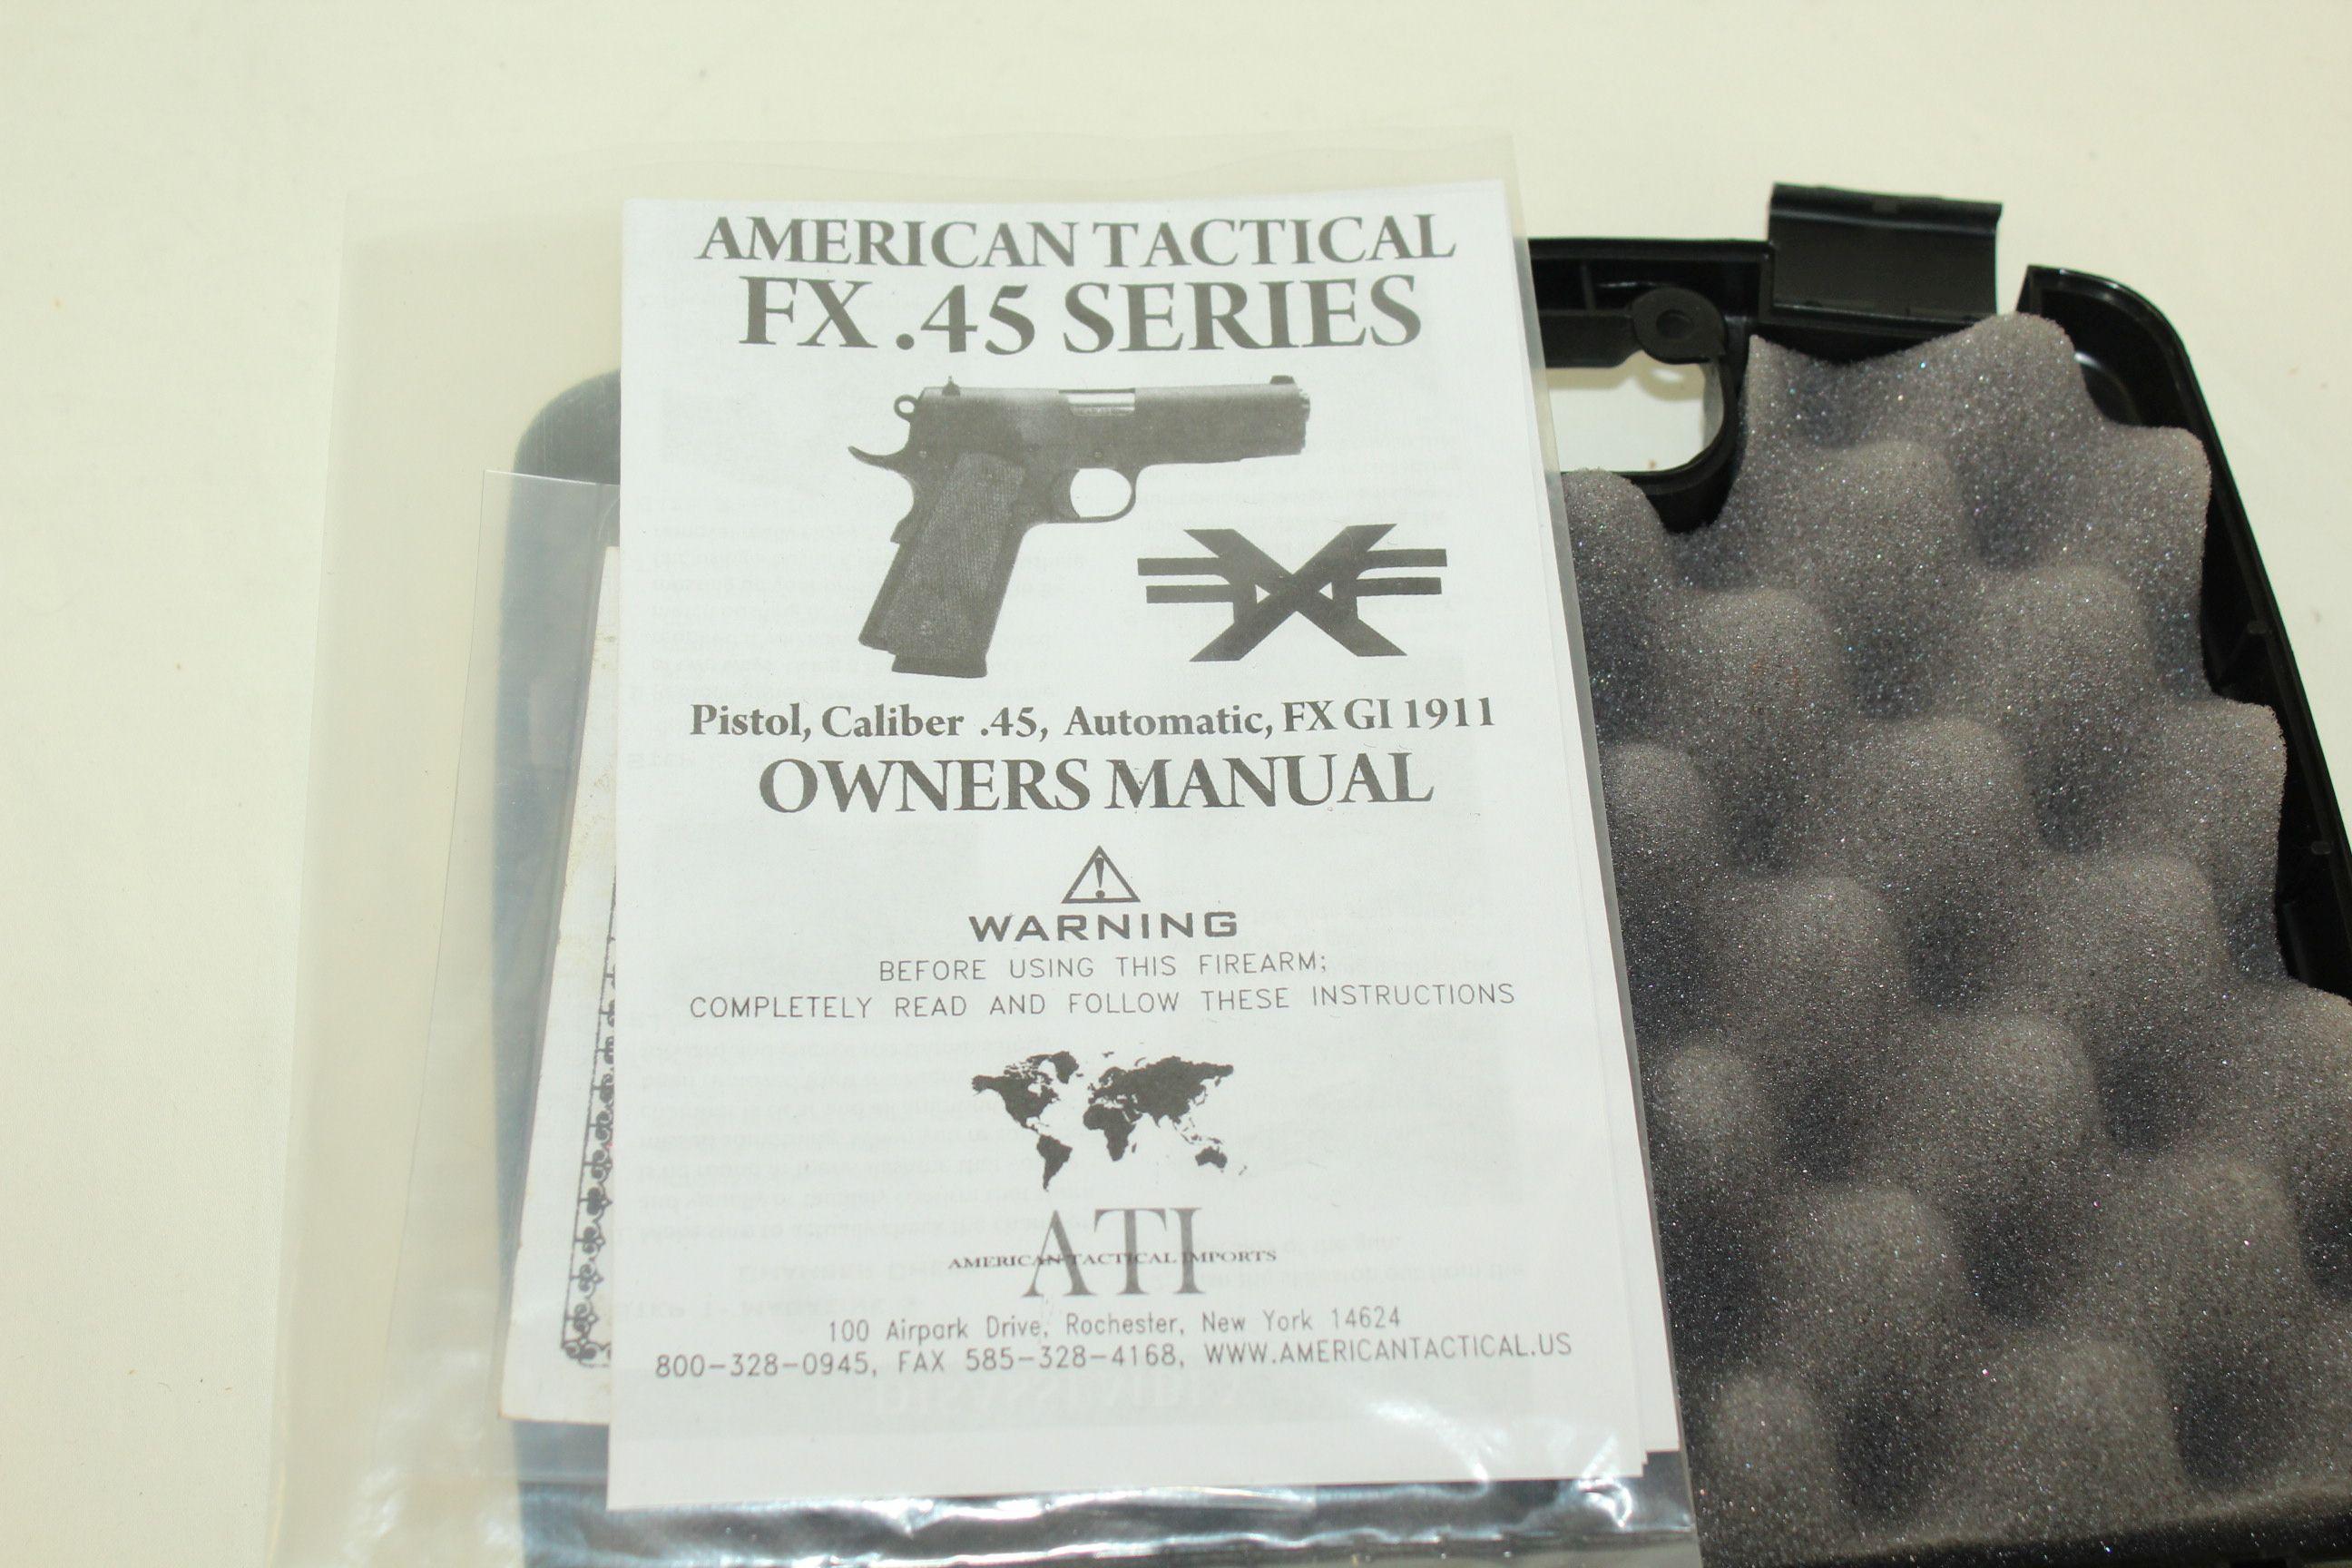 AMERICAN TACTICAL
FX .45 SERIES
Pistol, Caliber .45, Automatic, FX GI 1911
OWNERS MANUAL
WARNING
BEFORE USING THIS FIREARM;
COMPLETELY READ AND FOLLOW THESE INSTRUCTIONS
ATI
AMERICAN TACTICAL IMPORTS
100 Airpark Drive, Rochester, New York 14624
800-328-0945, FAX 585-328-4168, WWW.AMERICANTACTICAL.US